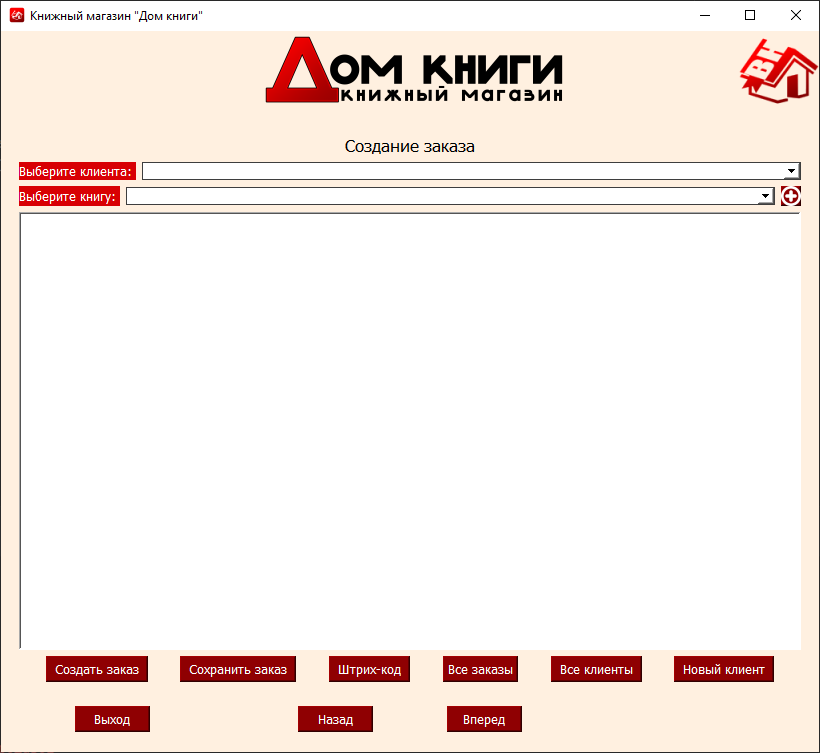 Книжный магазин "Дом книги"
Дом книги
книжный магазин
Создание заказа
Выберите клиента:
Выберите книгу:
Создать заказ Сохранить заказ Штрих-код Все заказы Все клиенты Новый клиент
Выход Назад Вперед